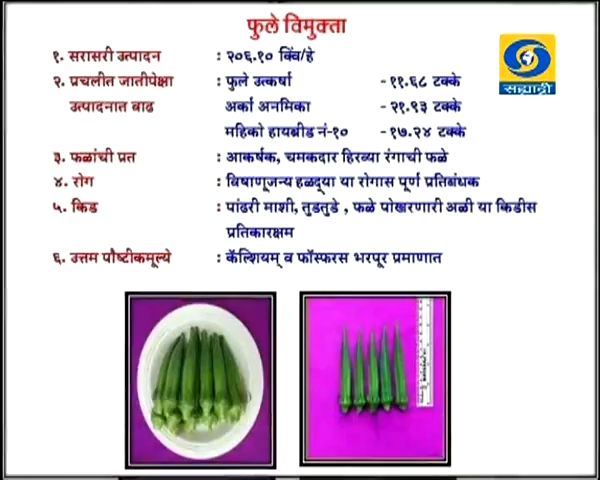 फुले विमुक्ता
१. सरासरी उत्पादन : २०६.१० क्विं/हे
२. प्रचलीत जातीपेक्षा : फुले उत्कर्षा - ११.६८ टक्के
उत्पादनात वाढ अर्का अनमिका - २१.९३ टक्के
महिको हायब्रीड नं-१० - १७.२४ टक्के
३. फळांची प्रत : आकर्षक, चमकदार हिरव्या रंगाची फळे
४. रोग : विषाणूजन्य हळद्या या रोगास पूर्ण प्रतिबंधक
५. किड : पांढरी माशी, तुडतुडे , फळे पोखरणारी अळी या किडीस
प्रतिकारक्षम
६. उत्तम पौष्टीकमूल्ये : कॅल्शियम् व फॉस्फरस भरपूर प्रमाणात
सह्याद्री